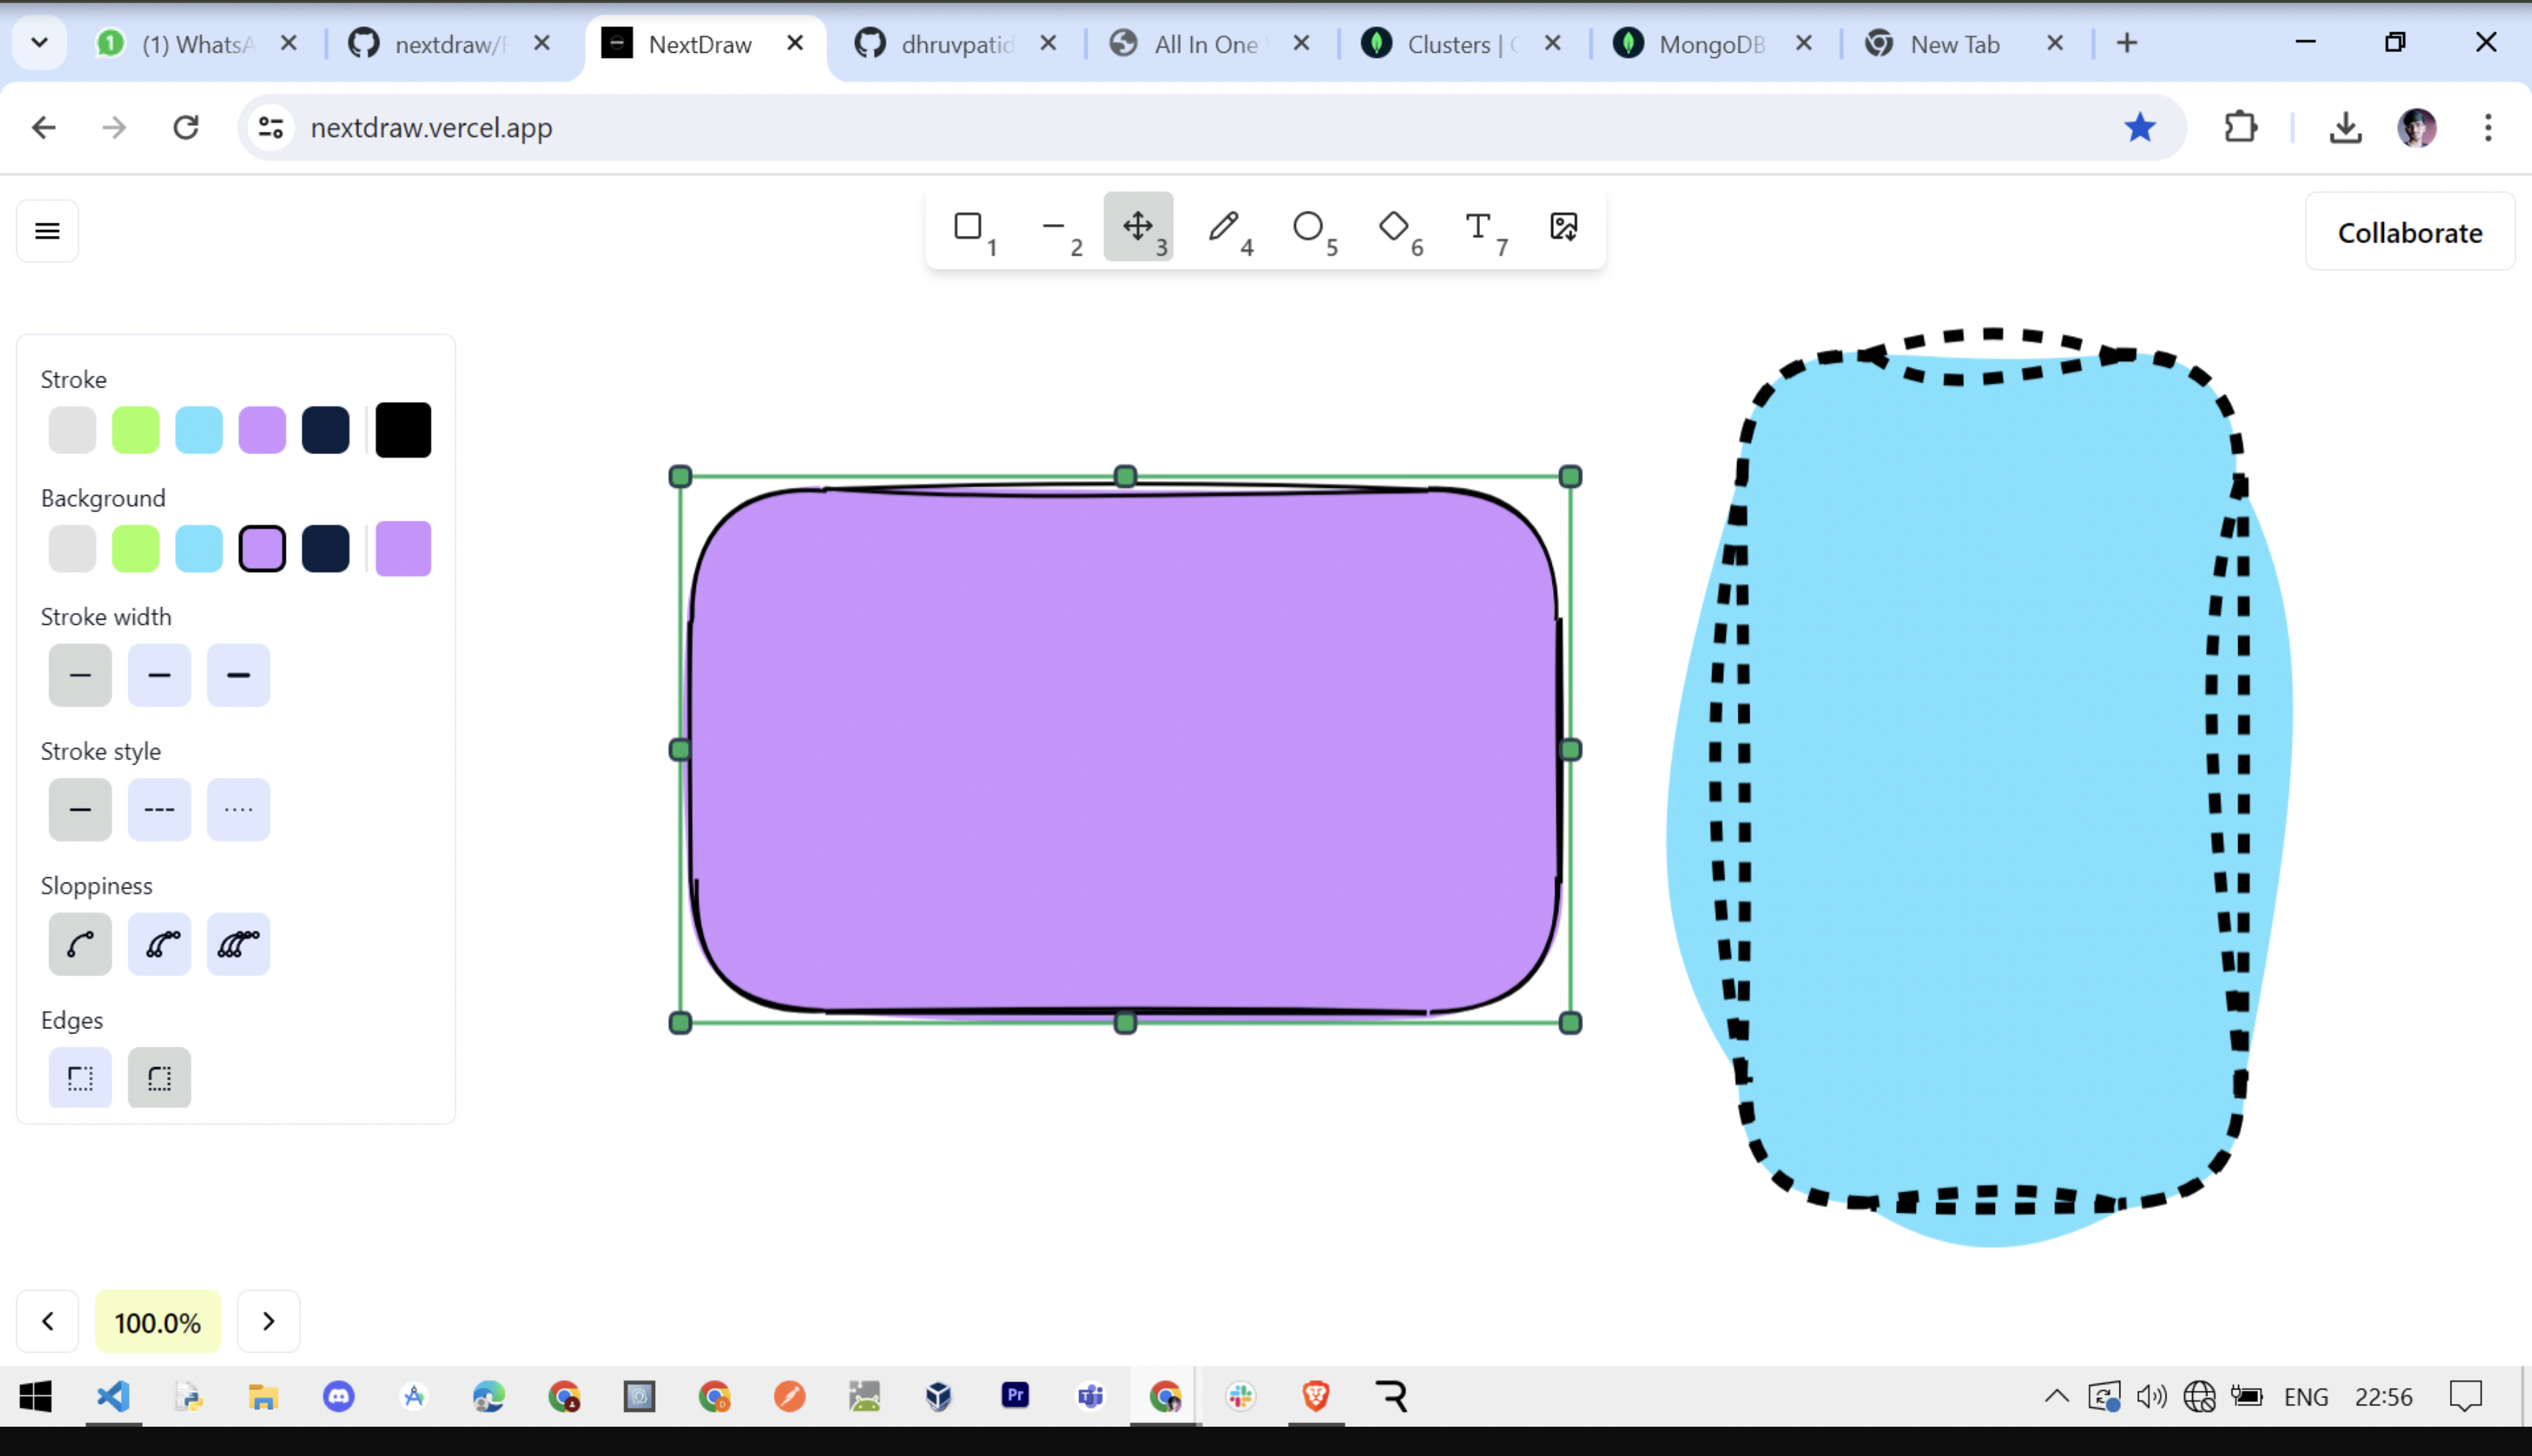 (1) WhatsA
nextdraw/
NextDraw
dhruvpatid
All In One
Clusters |
MongoDB
New Tab
nextdraw.vercel.app
1
2
3
4
5
6
T 7
Collaborate
Stroke
Background
Stroke width
Stroke style
Sloppiness
Edges
100.0%
Pr
ENG
22:56